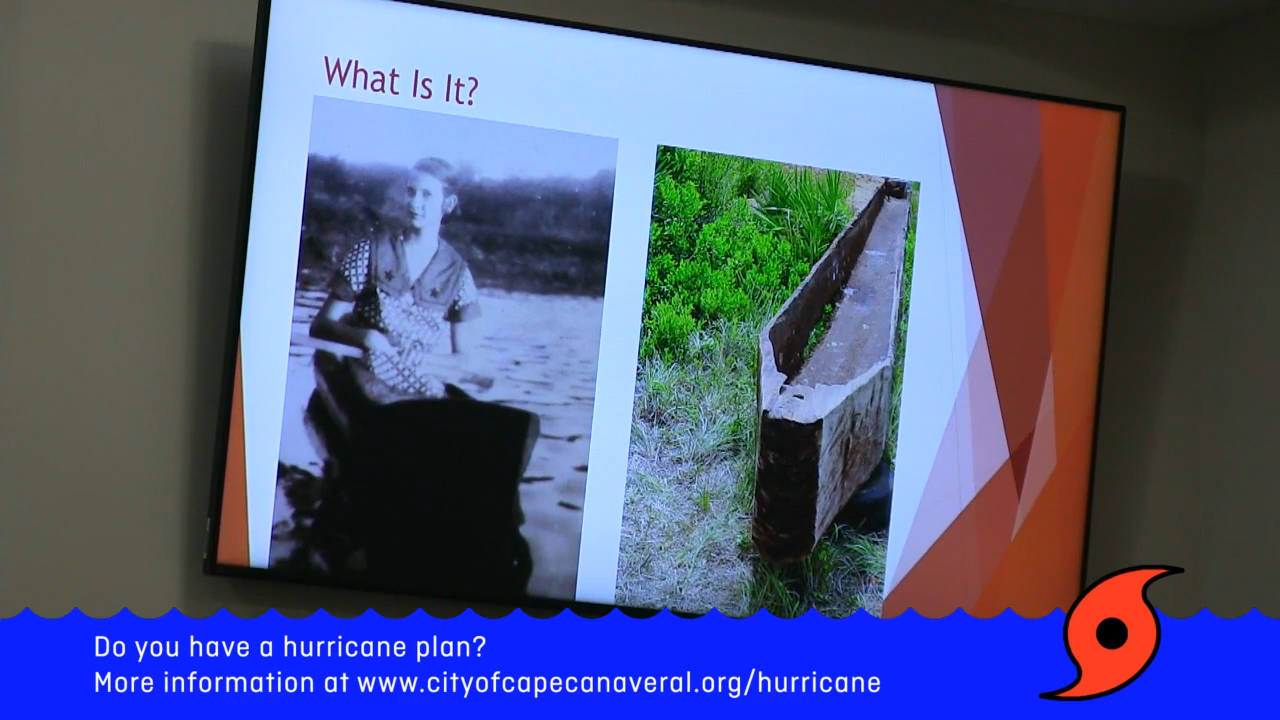 What Is It?
Do you have a hurricane plan?
More information at www.cityofcapecanaveral.org/hurricane